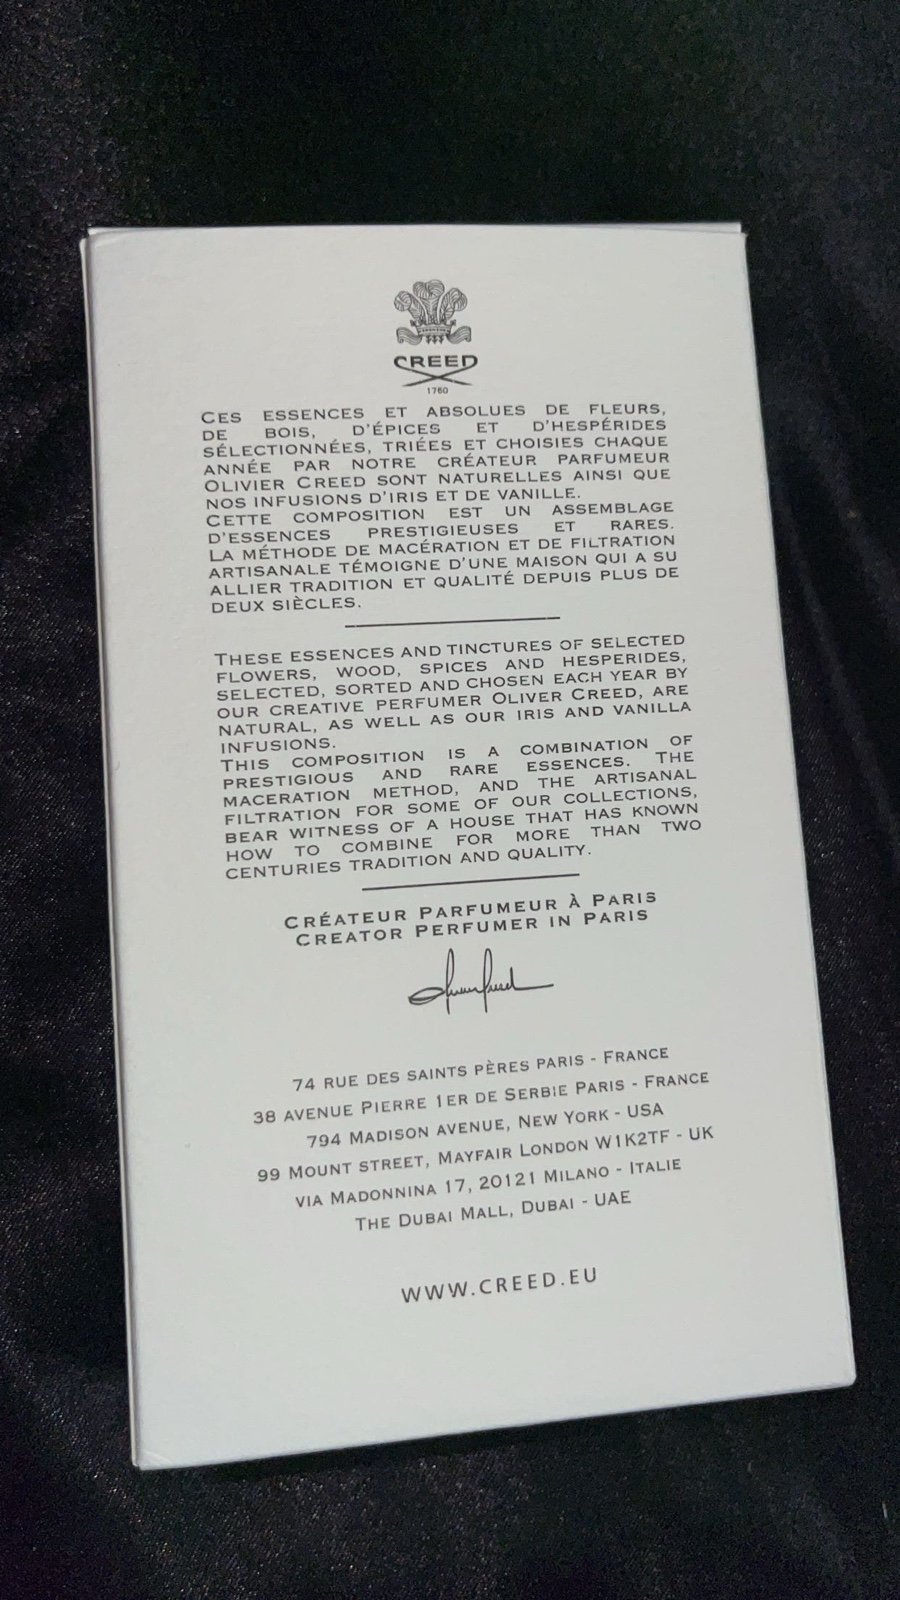 CREED
1760
CES ESSENCES ET ABSOLUES DE FLEURS,
DE BOIS, D'ÉPICES ET D'HESPÉRIDES
SÉLECTIONNÉES, TRIÉES ET CHOISIES CHAQUE
ANNÉE PAR NOTRE CRÉATEUR PARFUMEUR
OLIVIER CREED SONT NATURELLES AINSI QUE
NOS INFUSIONS D'IRIS ET DE VANILLE.
CETTE COMPOSITION EST UN ASSEMBLAGE
D'ESSENCES PRESTIGIEUSES ET RARES.
LA MÉTHODE DE MACÉRATION ET DE FILTRATION
ARTISANALE TÉMOIGNE D'UNE MAISON QUI A SU
ALLIER TRADITION ET QUALITÉ DEPUIS PLUS DE
DEUX SIÈCLES.
THESE ESSENCES AND TINCTURES OF SELECTED
FLOWERS, WOOD, SPICES AND HESPERIDES,
SELECTED, SORTED AND CHOSEN EACH YEAR BY
OUR CREATIVE PERFUMER OLIVER CREED, ARE
NATURAL, AS WELL AS OUR IRIS AND VANILLA
INFUSIONS.
THIS COMPOSITION IS A COMBINATION OF
PRESTIGIOUS AND RARE ESSENCES. THE
MACERATION METHOD, AND THE ARTISANAL
FILTRATION FOR SOME OF OUR COLLECTIONS,
BEAR WITNESS OF A HOUSE THAT HAS KNOWN
HOW TO COMBINE FOR MORE THAN TWO
CENTURIES TRADITION AND QUALITY.
CRÉATEUR PARFUMEUR À PARIS
CREATOR PERFUMER IN PARIS
74 RUE DES SAINTS PÈRES PARIS - FRANCE
38 AVENUE PIERRE 1ER DE SERBIE PARIS - FRANCE
794 MADISON AVENUE, NEW YORK - USA
99 MOUNT STREET, MAYFAIR LONDON W1K2TF - UK
VIA MADONNINA 17, 20121 MILANO - ITALIE
THE DUBAI MALL, DUBAI - UAE
WWW.CREED.EU